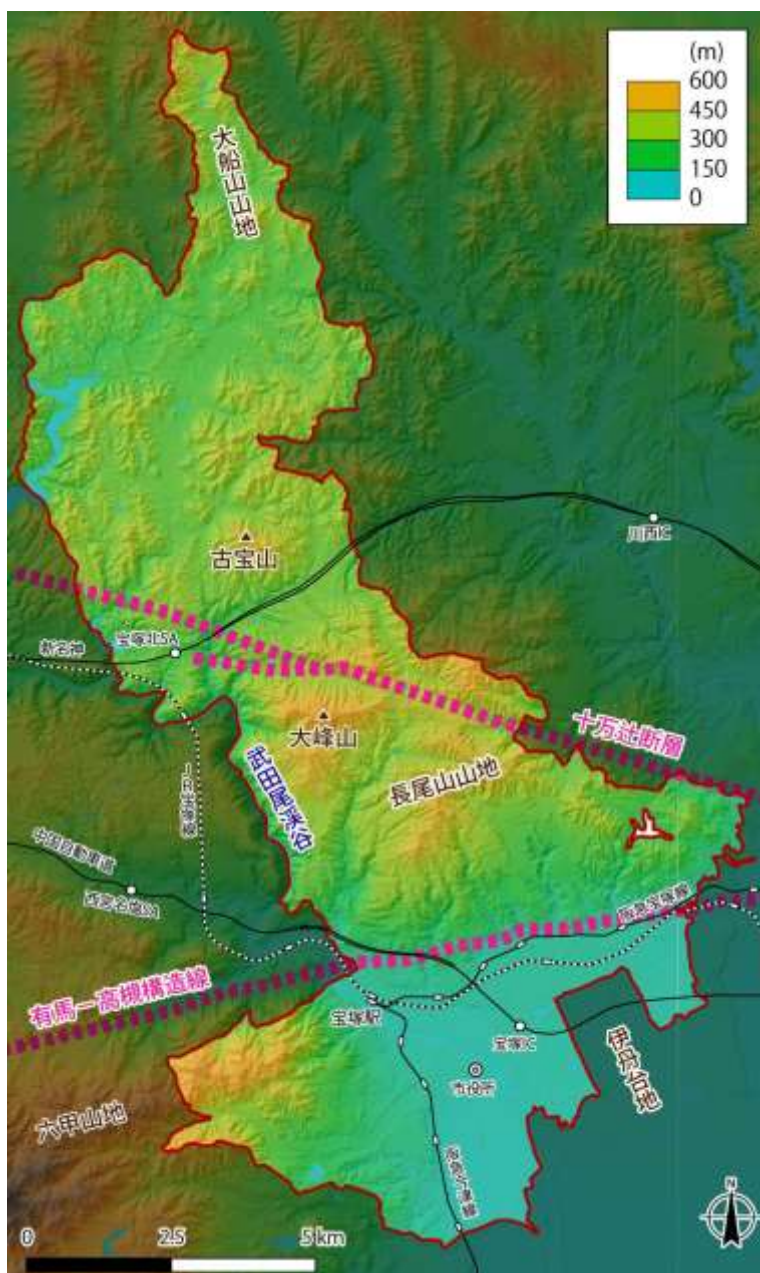 (m)
600
450
300
150
0
大船山山地
川西IC
古宝山
宝塚北SA
新名神
十万辻断層
大峰山
武田尾渓谷
長尾山山地
JR宝塚線
中国自動車道
西宮名塩SA
阪急宝塚線
有馬－高槻構造線
宝塚駅
宝塚IC
伊丹台地
市役所
六甲山地
阪急今津線
N
0 2.5 5 km